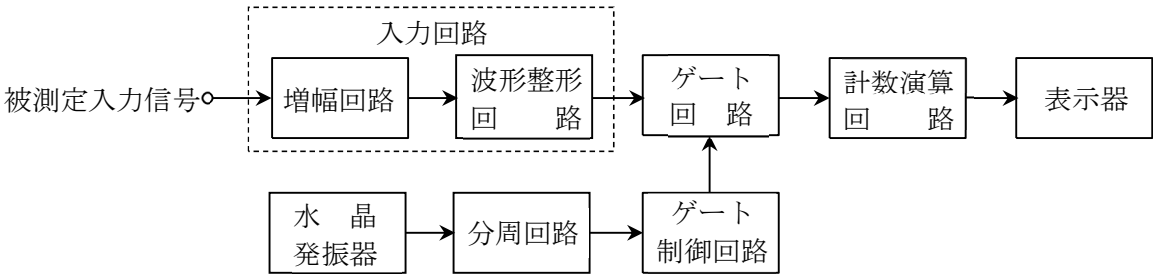 入力回路
被測定入力信号
増幅回路
波形整形
回　　路
ゲート
回　路
計数演算
回　　路
表示器
水　晶
発振器
分周回路
ゲート
制御回路